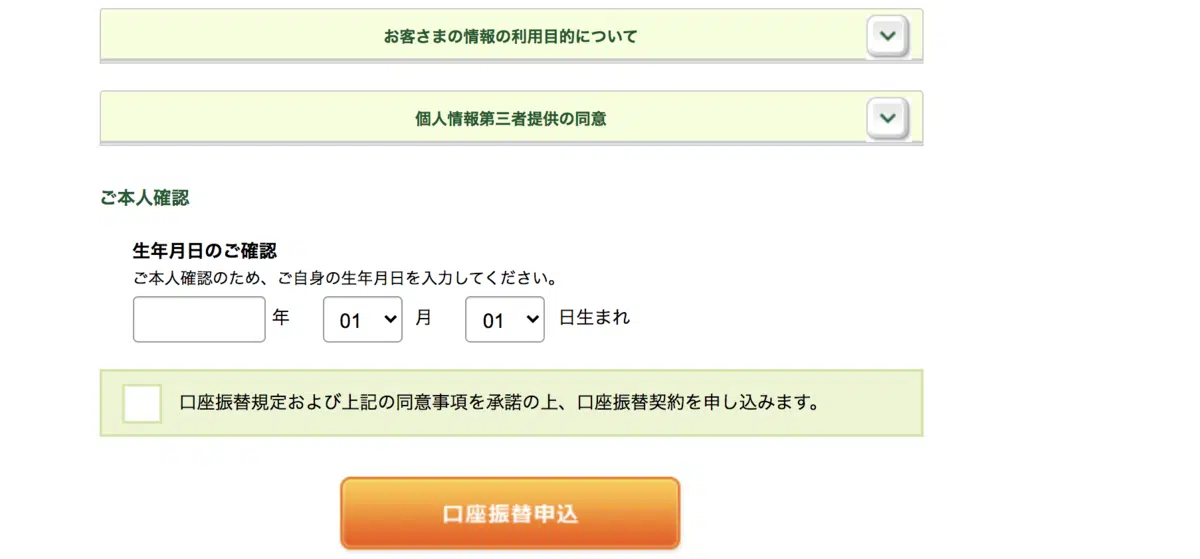 お客さまの情報の利用目的について
個人情報第三者提供の同意
ご本人確認
生年月日のご確認
ご本人確認のため、ご自身の生年月日を入力してください。
年 01 月 01 日生まれ
口座振替規定および上記の同意事項を承諾の上、口座振替契約を申し込みます。
口座振替申込